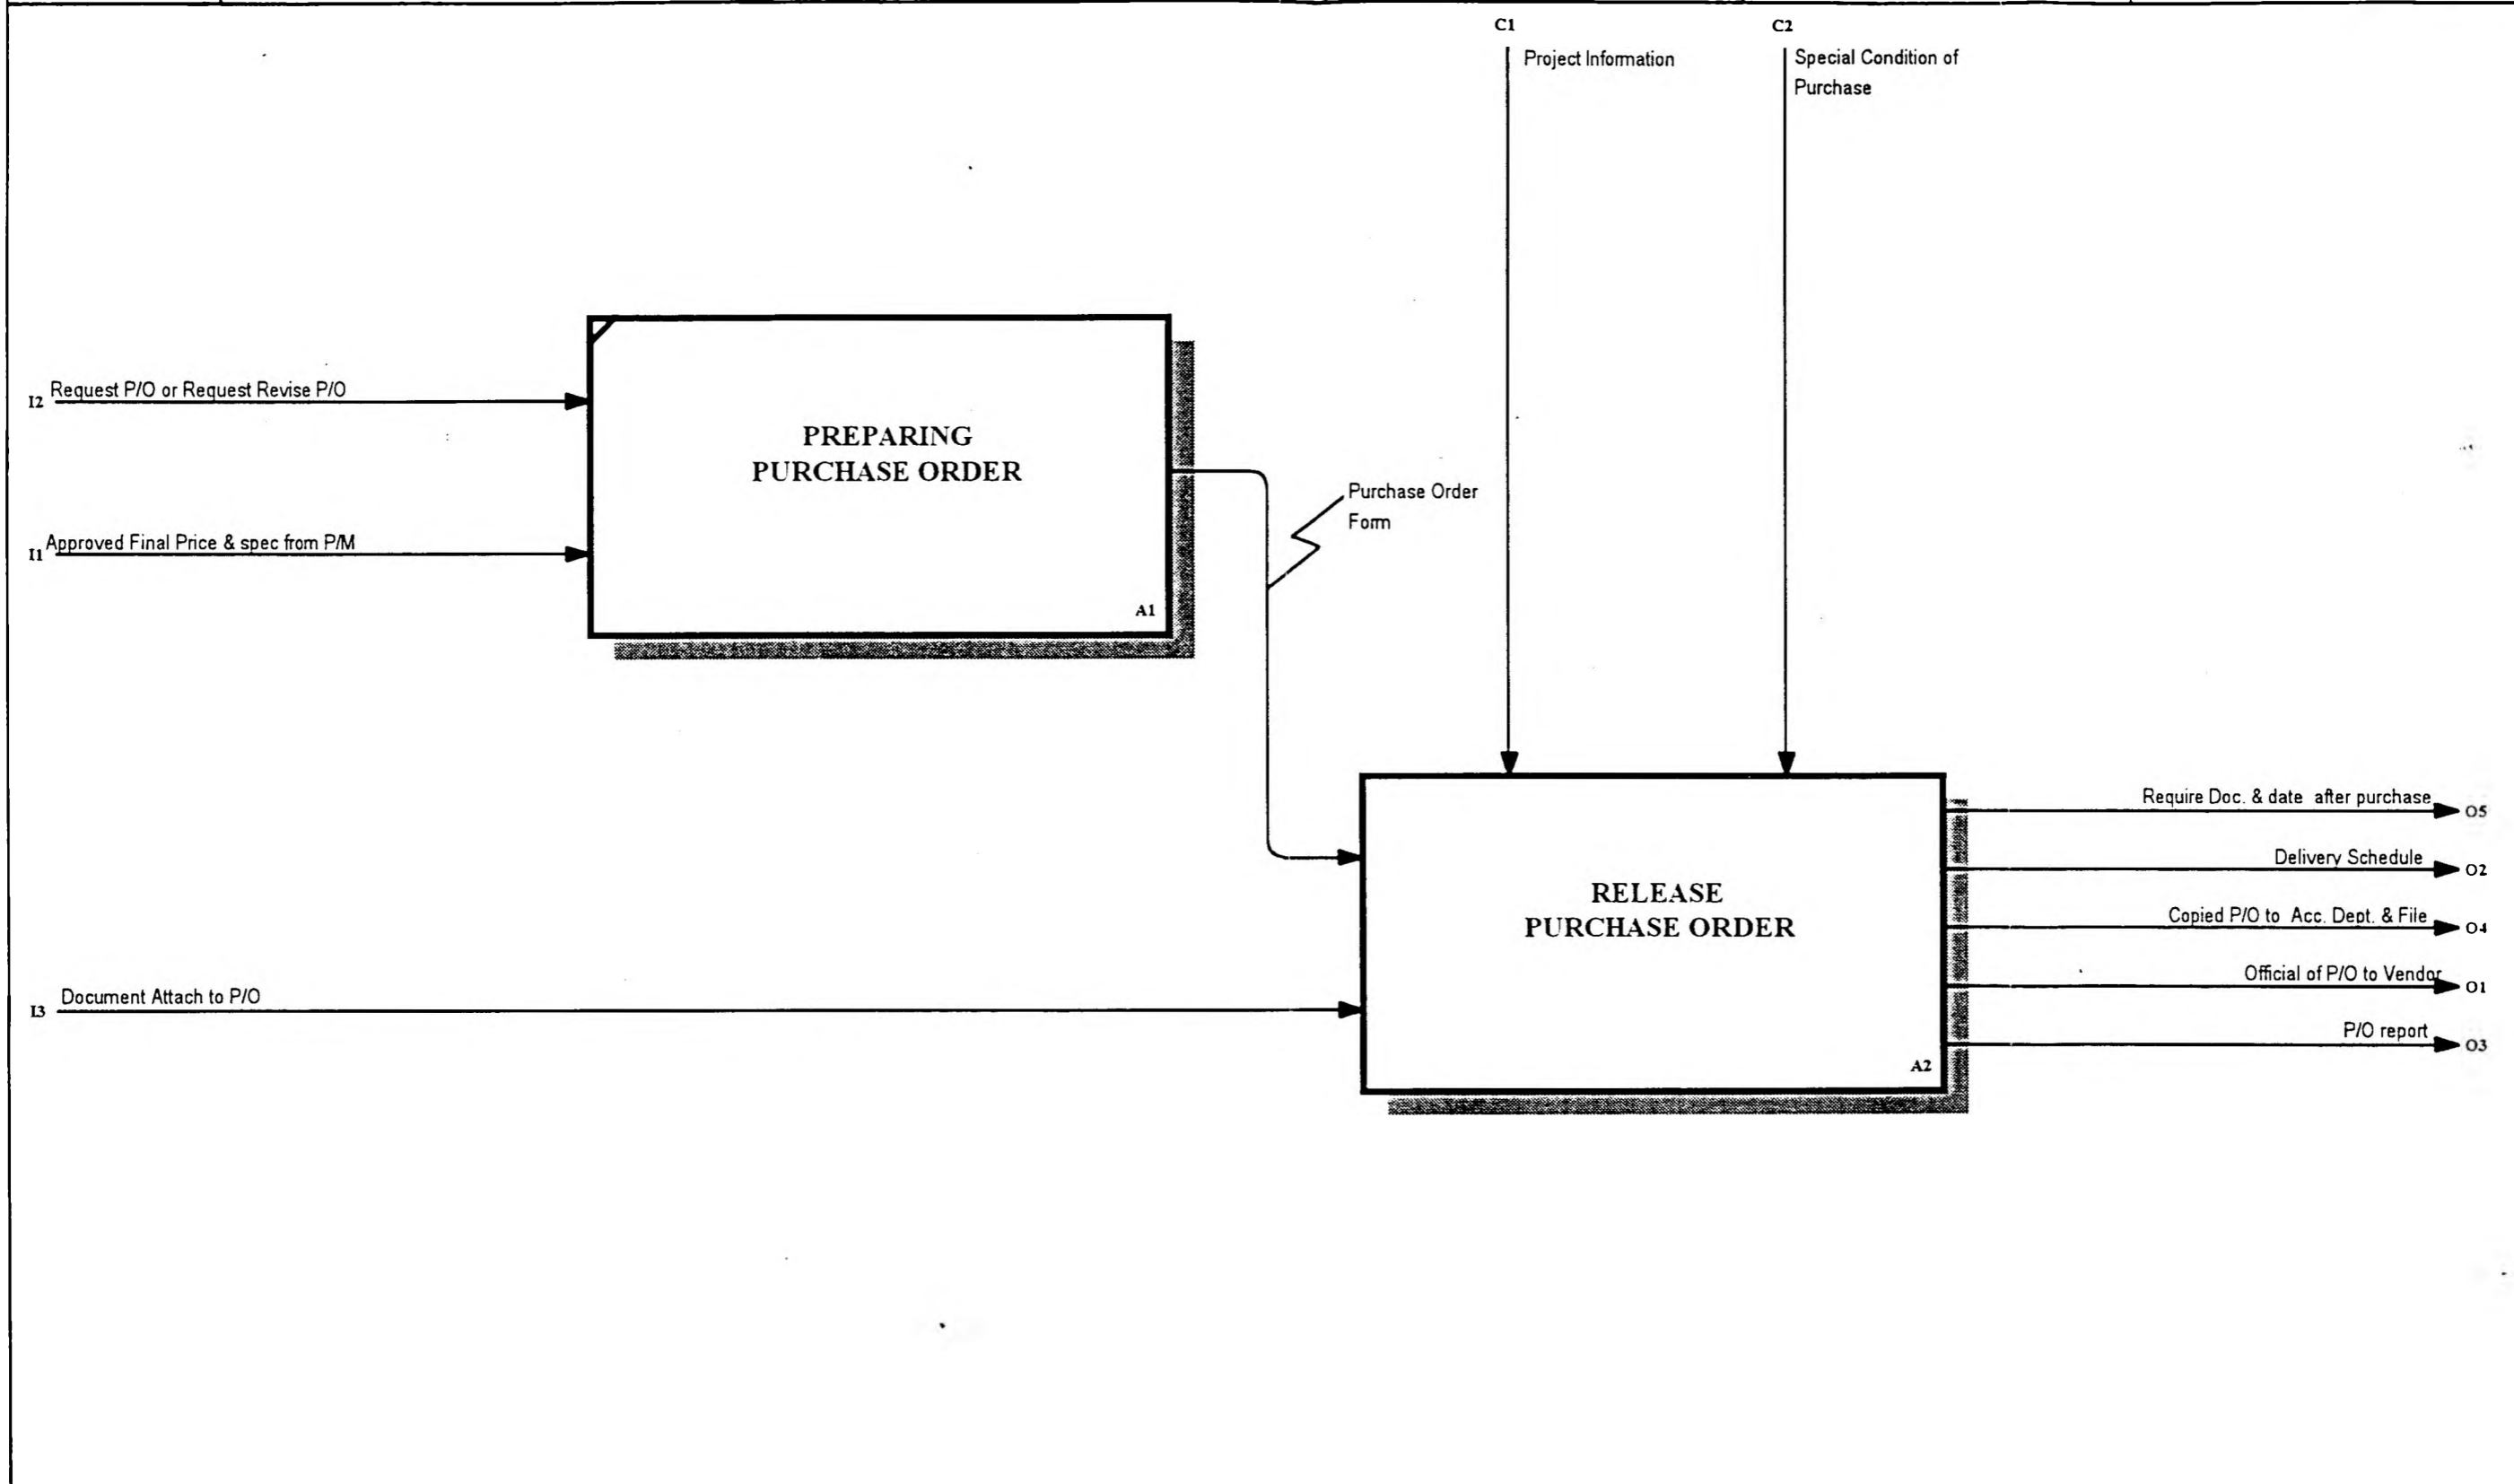 C1
C2
Project Information
Special Condition of
Purchase
I2 Request P/O or Request Revise P/O
PREPARING
PURCHASE ORDER
Purchase Order
Form
I1 Approved Final Price & spec from P/M
A1
Require Doc. & date after purchase O5
Delivery Schedule O2
RELEASE
PURCHASE ORDER
Copied P/O to Acc. Dept. & File O4
Official of P/O to Vendor O1
I3 Document Attach to P/O
P/O report O3
A2